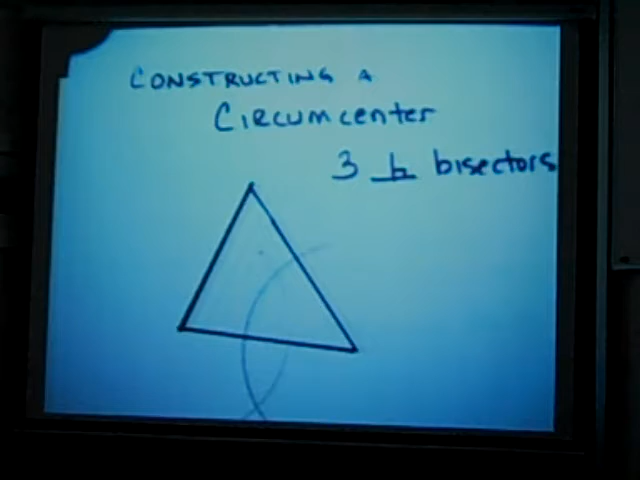 CONSTRUCTING A
CIRCUMCENTER
3 ⊥ bisectors